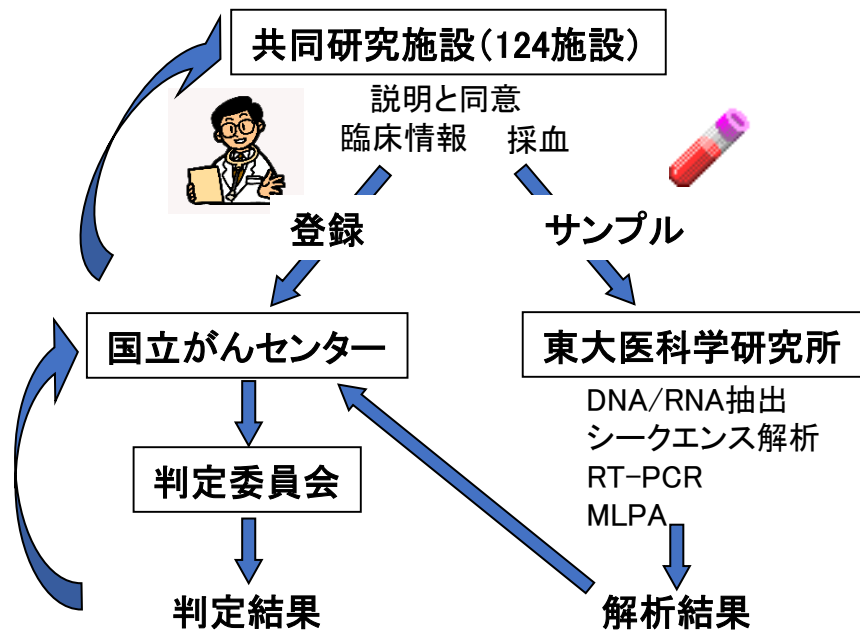 共同研究施設（124施設）
説明と同意
臨床情報　採血
登録
サンプル
国立がんセンター
東大医科学研究所
DNA/RNA抽出
シークエンス解析
RT-PCR
MLPA
判定委員会
判定結果
解析結果